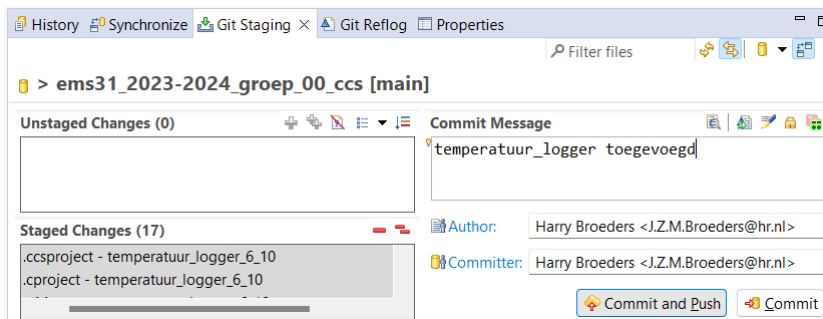 History Synchronize Git Staging Git Reflog Properties
Filter files
> ems31_2023-2024_groep_00_ccs [main]
Unstaged Changes (0)
Commit Message
temperatuur_logger toegevoegd
Staged Changes (17)
.ccsproject - temperatuur_logger_6_10
.cproject - temperatuur_logger_6_10
Author: Harry Broeders <J.Z.M.Broeders@hr.nl>
Committer: Harry Broeders <J.Z.M.Broeders@hr.nl>
Commit and Push Commit